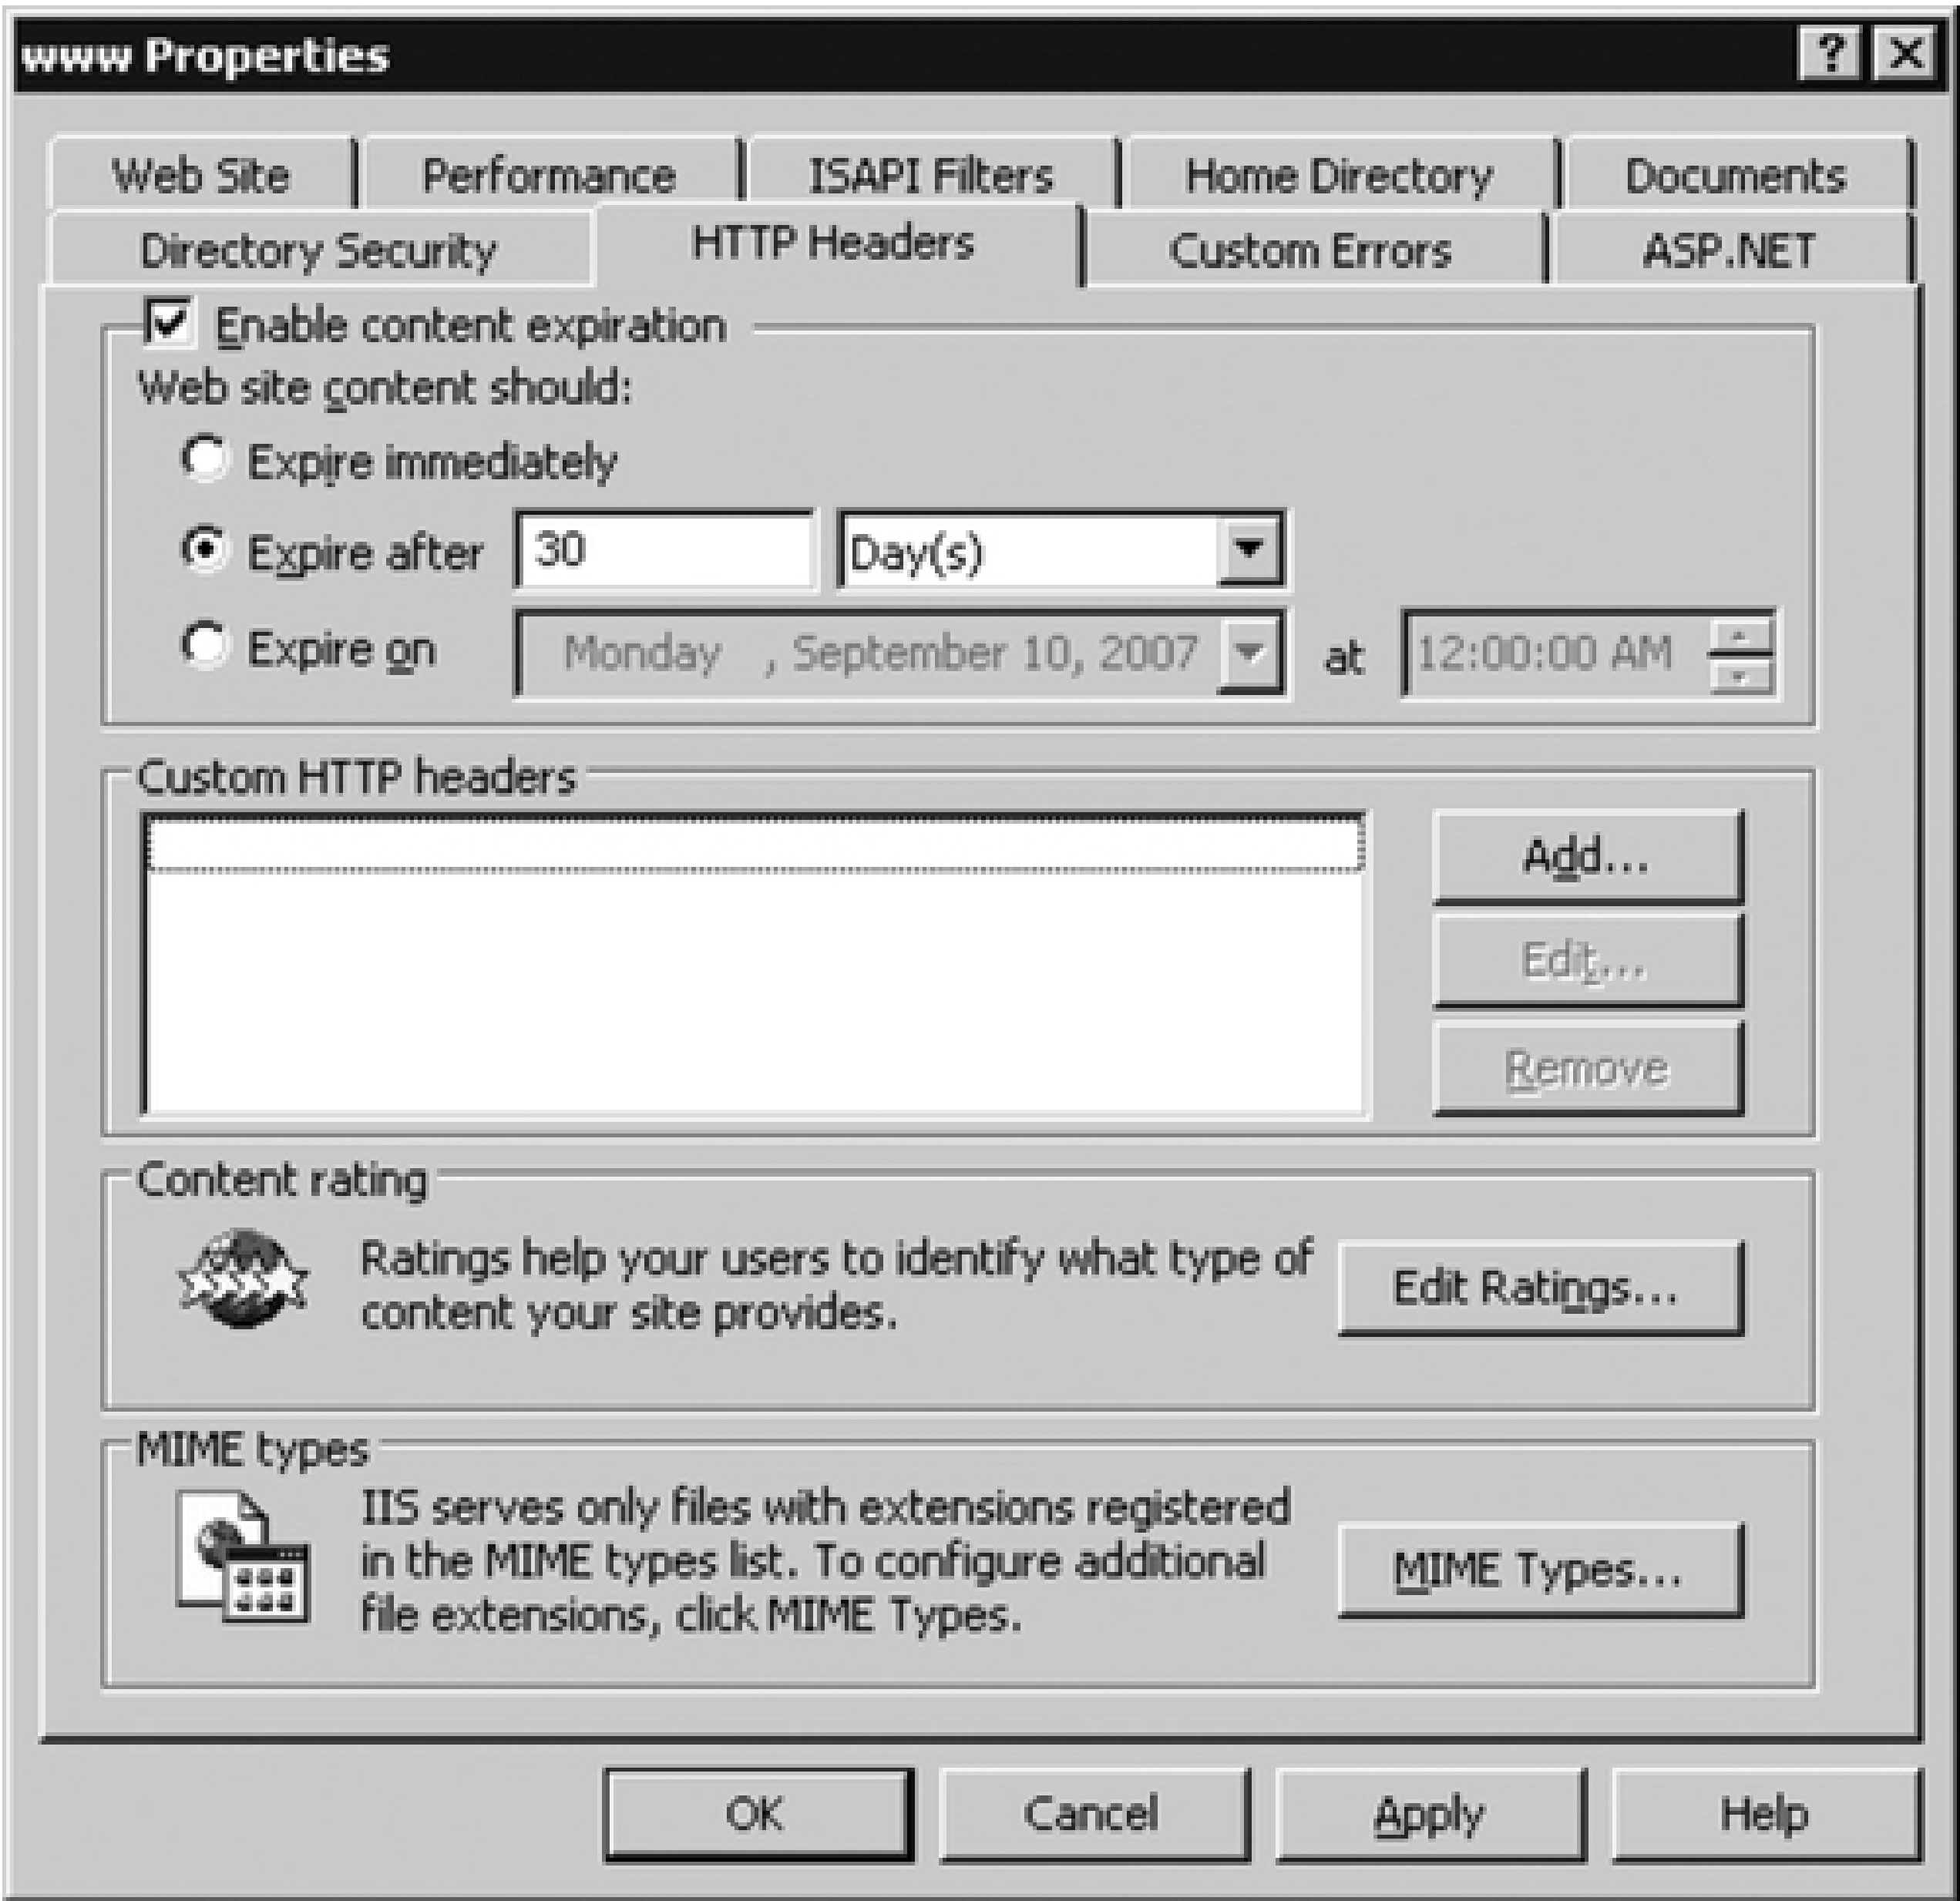 www Properties
Web Site Performance ISAPI Filters Home Directory Documents
Directory Security HTTP Headers Custom Errors ASP.NET
Enable content expiration
Web site content should:
Expire immediately
Expire after 30 Day(s)
Expire on Monday , September 10, 2007 at 12:00:00 AM
Custom HTTP headers
Add...
Edit...
Remove
Content rating
Ratings help your users to identify what type of
content your site provides.
Edit Ratings...
MIME types
IIS serves only files with extensions registered
in the MIME types list. To configure additional
file extensions, click MIME Types.
MIME Types...
OK Cancel Apply Help